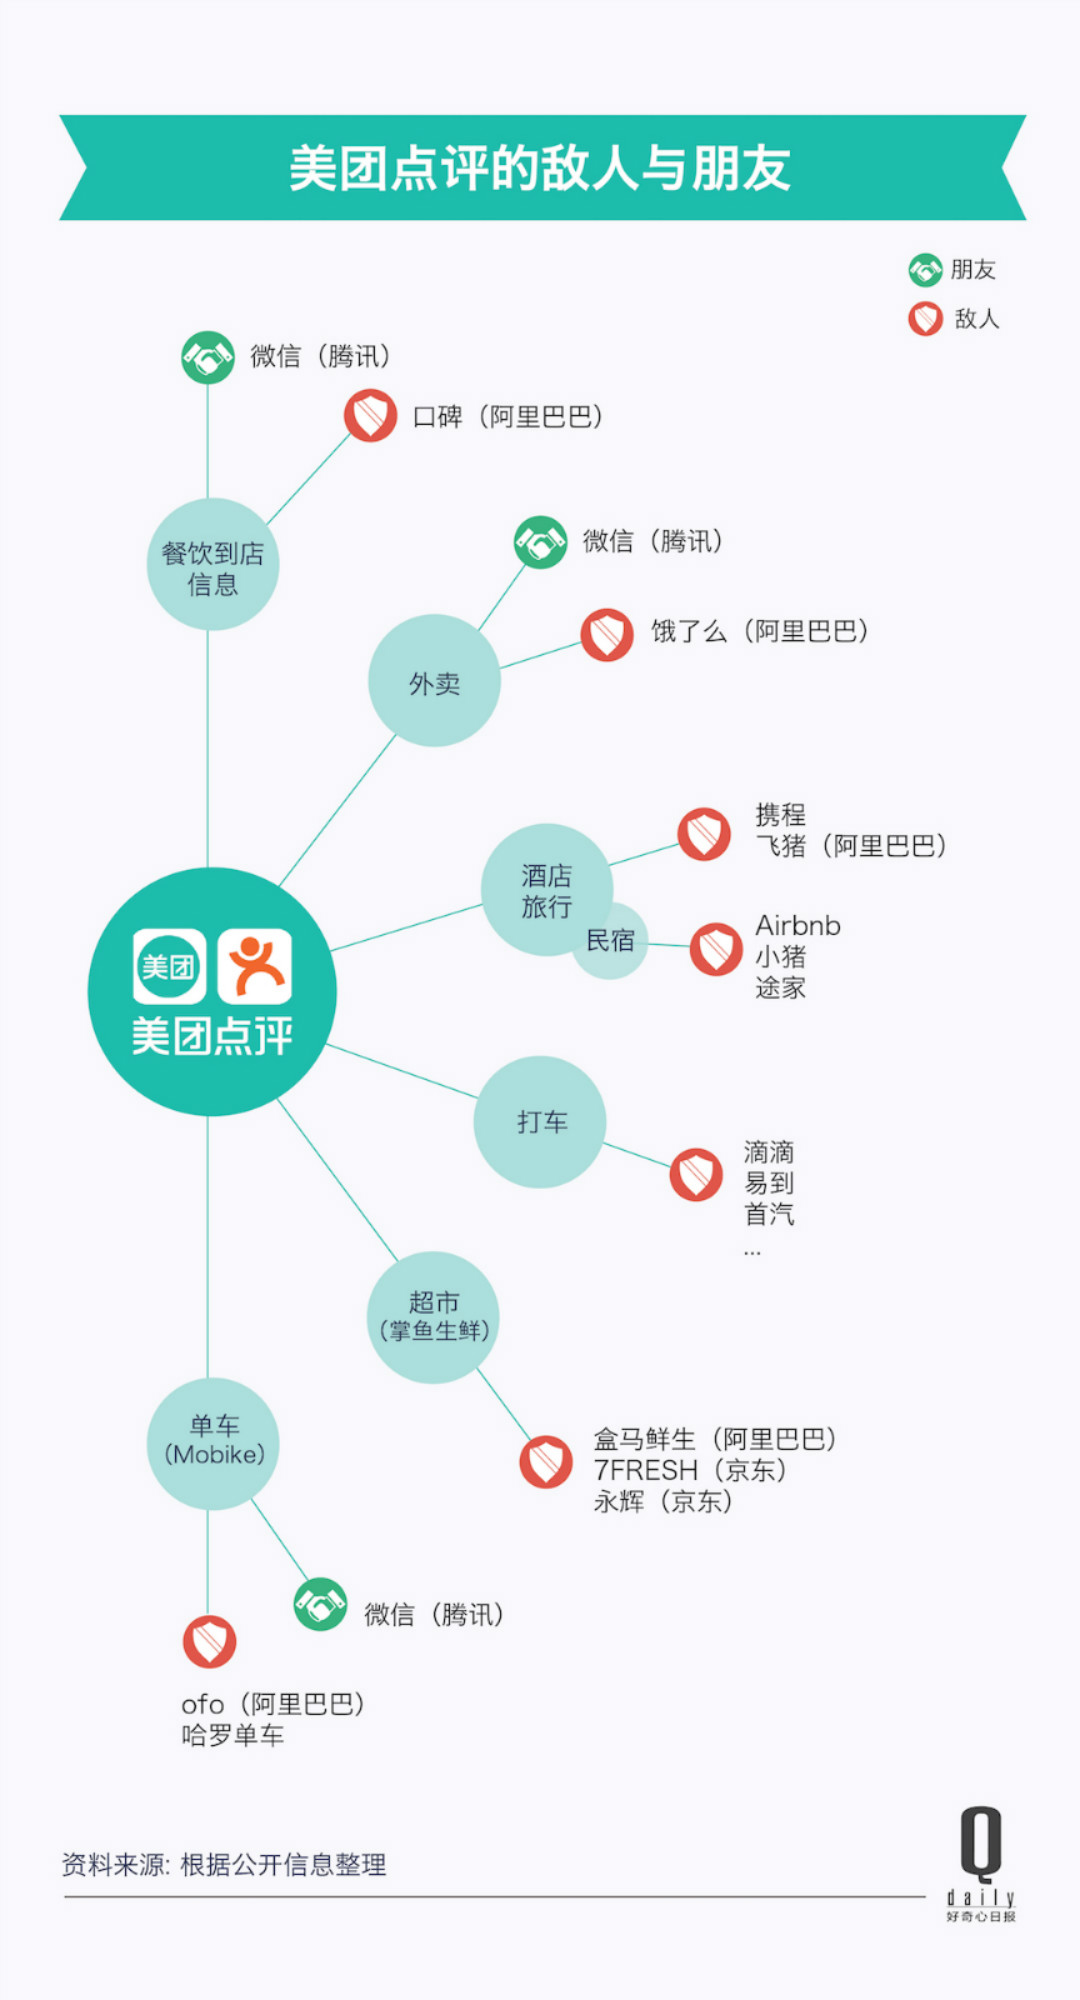 美团点评的敌人与朋友
朋友
敌人
微信（腾讯）
口碑（阿里巴巴）
餐饮到店
信息
微信（腾讯）
饿了么（阿里巴巴）
外卖
携程
飞猪（阿里巴巴）
酒店
旅行
民宿
Airbnb
小猪
途家
美团
美团点评
打车
滴滴
易到
首汽
...
超市
（掌鱼生鲜）
盒马鲜生（阿里巴巴）
7FRESH（京东）
永辉（京东）
单车
（Mobike）
微信（腾讯）
ofo（阿里巴巴）
哈罗单车
资料来源: 根据公开信息整理
Q
daily
好奇心日报